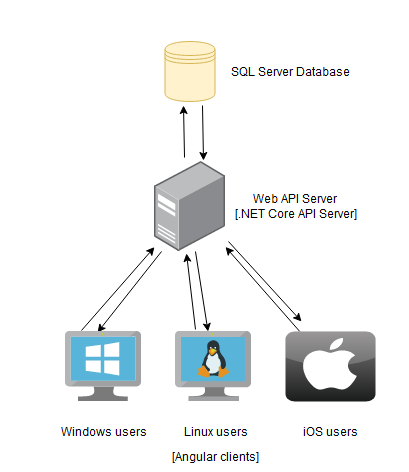 SQL Server Database
Web API Server
[.NET Core API Server]
Windows users
Linux users
iOS users
[Angular clients]